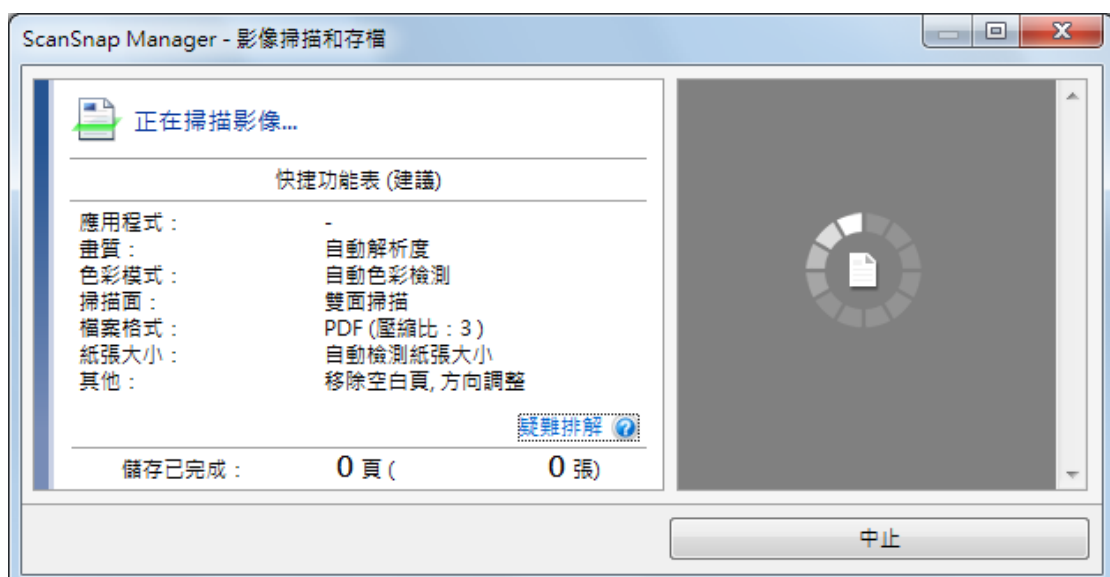 ScanSnap Manager - 影像掃描和存檔
正在掃描影像...
快捷功能表 (建議)
應用程式： -
畫質： 自動解析度
色彩模式： 自動色彩檢測
掃描面： 雙面掃描
檔案格式： PDF (壓縮比：3 )
紙張大小： 自動檢測紙張大小
其他： 移除空白頁, 方向調整
疑難排解
儲存已完成： 0 頁 ( 0 張)
中止